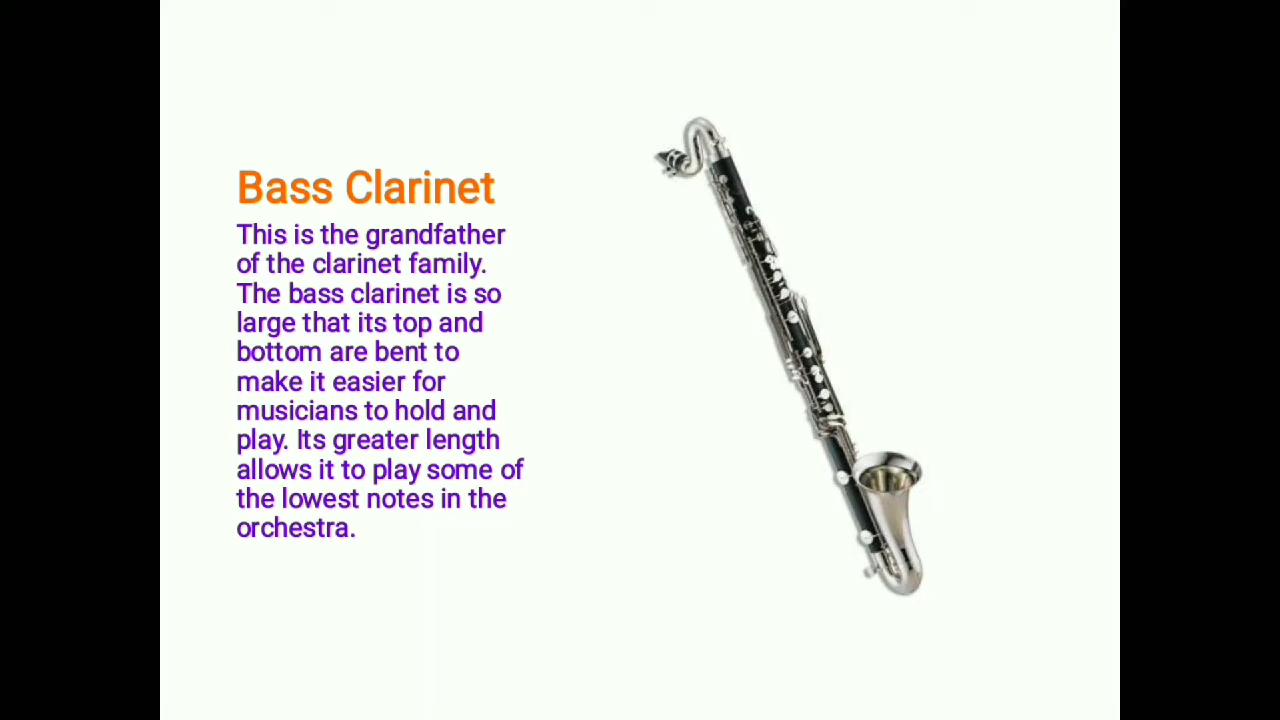 Bass Clarinet
This is the grandfather
of the clarinet family.
The bass clarinet is so
large that its top and
bottom are bent to
make it easier for
musicians to hold and
play. Its greater length
allows it to play some of
the lowest notes in the
orchestra.